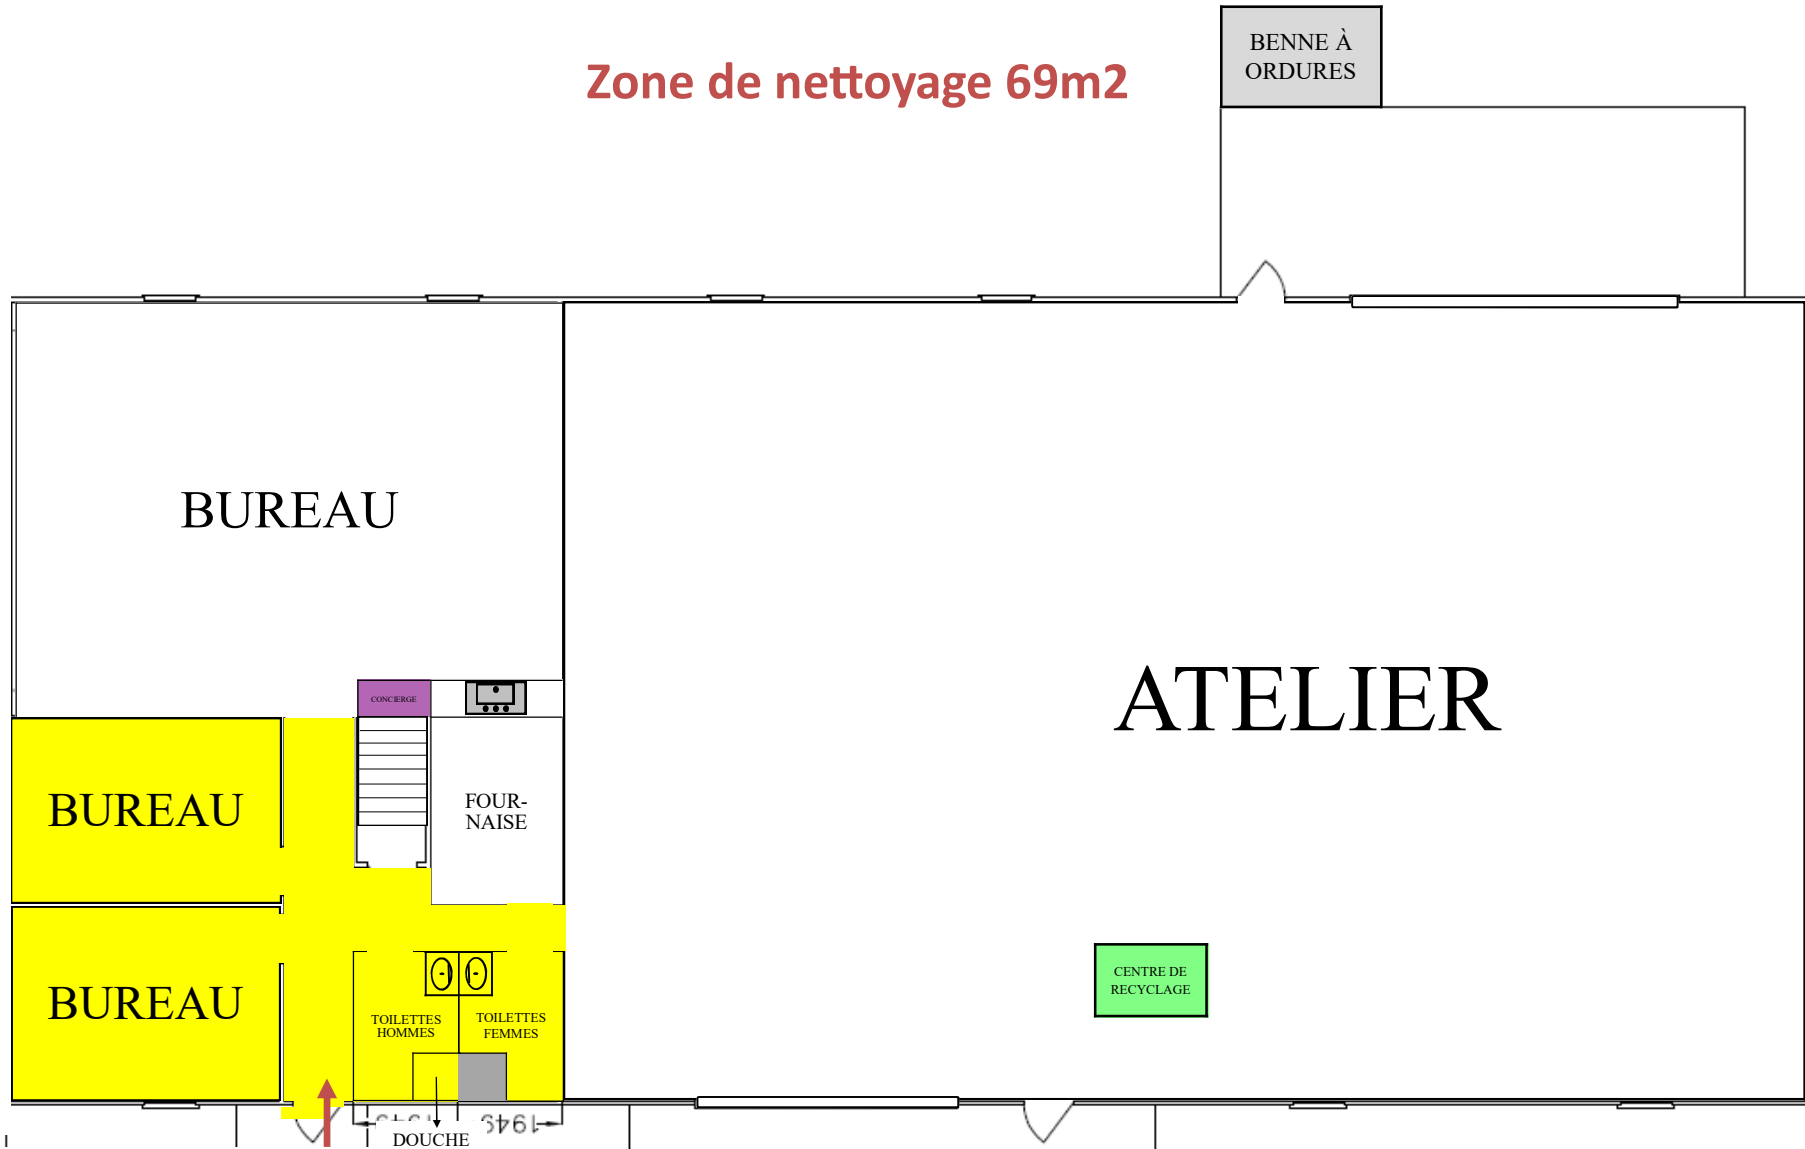 BENNE À
ORDURES
Zone de nettoyage 69m2
BUREAU
ATELIER
CONCIERGE
BUREAU
FOUR-
NAISE
BUREAU
CENTRE DE
RECYCLAGE
TOILETTES
HOMMES
TOILETTES
FEMMES
DOUCHE